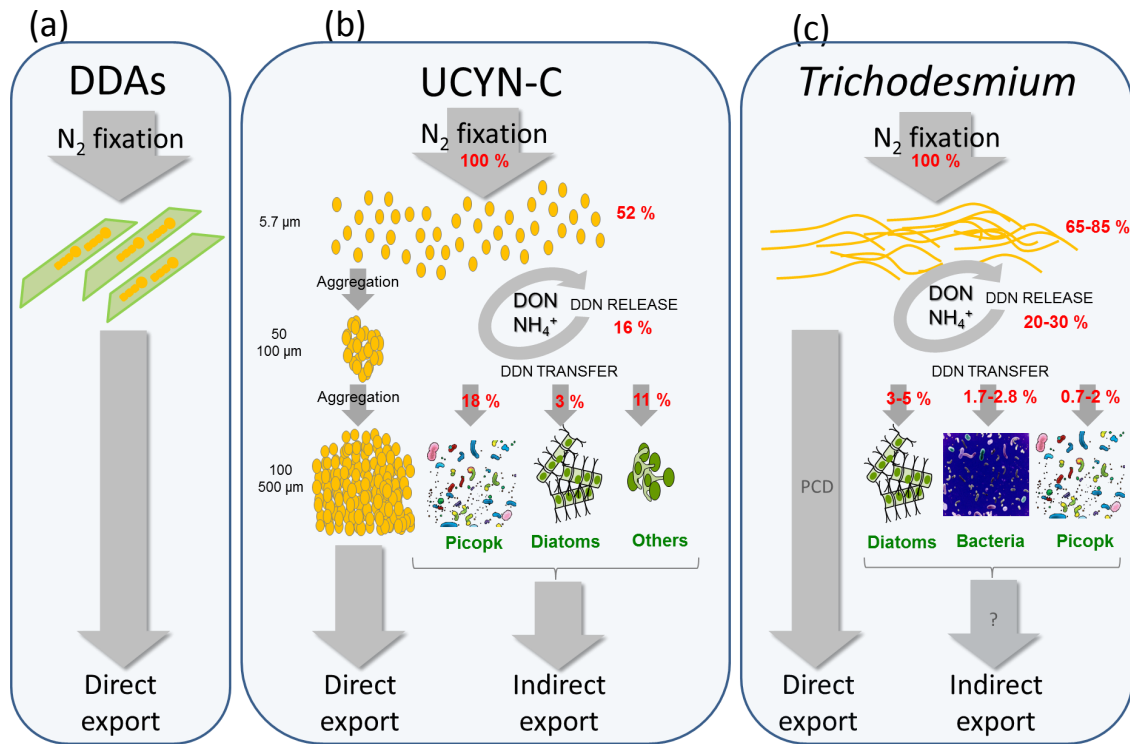 (a)
DDAs
N₂ fixation
Direct
export
(b)
UCYN-C
N₂ fixation
100 %
5.7 µm
52 %
Aggregation
DON
NH₄⁺
DDN RELEASE
16 %
50
100 µm
DDN TRANSFER
Aggregation
18 %
3 %
11 %
100
500 µm
Picopk
Diatoms
Others
Direct
export
Indirect
export
(c)
Trichodesmium
N₂ fixation
100 %
65-85 %
DON
NH₄⁺
DDN RELEASE
20-30 %
DDN TRANSFER
3-5 %
1.7-2.8 %
0.7-2 %
PCD
Diatoms
Bacteria
Picopk
?
Direct
export
Indirect
export